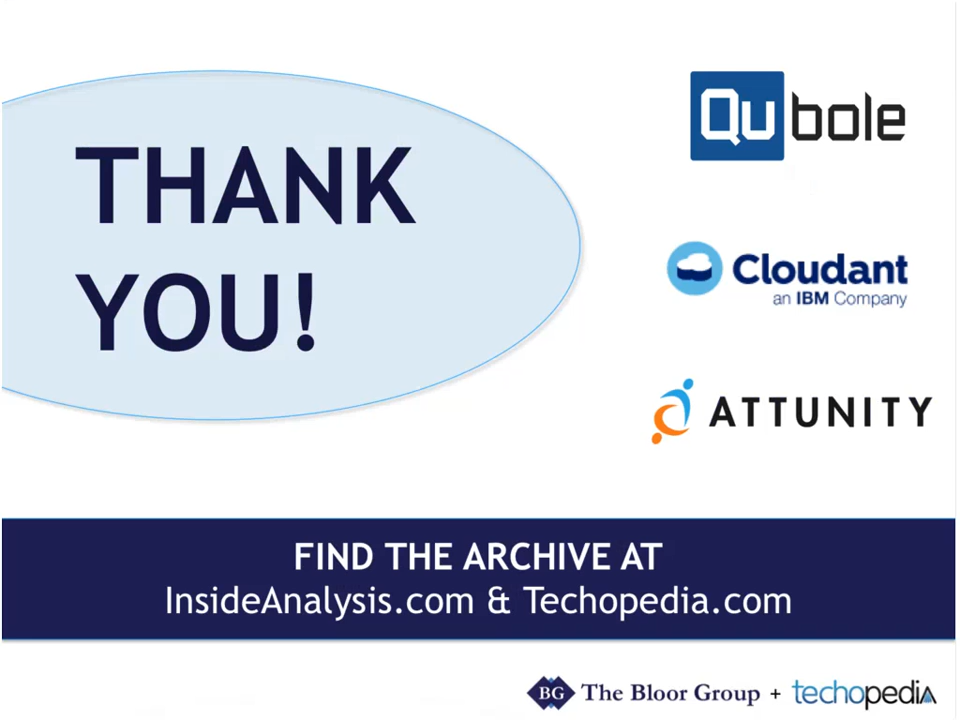 THANK
YOU!
Qubole
Cloudant
an IBM Company
ATTUNITY
FIND THE ARCHIVE AT
InsideAnalysis.com & Techopedia.com
BG The Bloor Group + techopedia